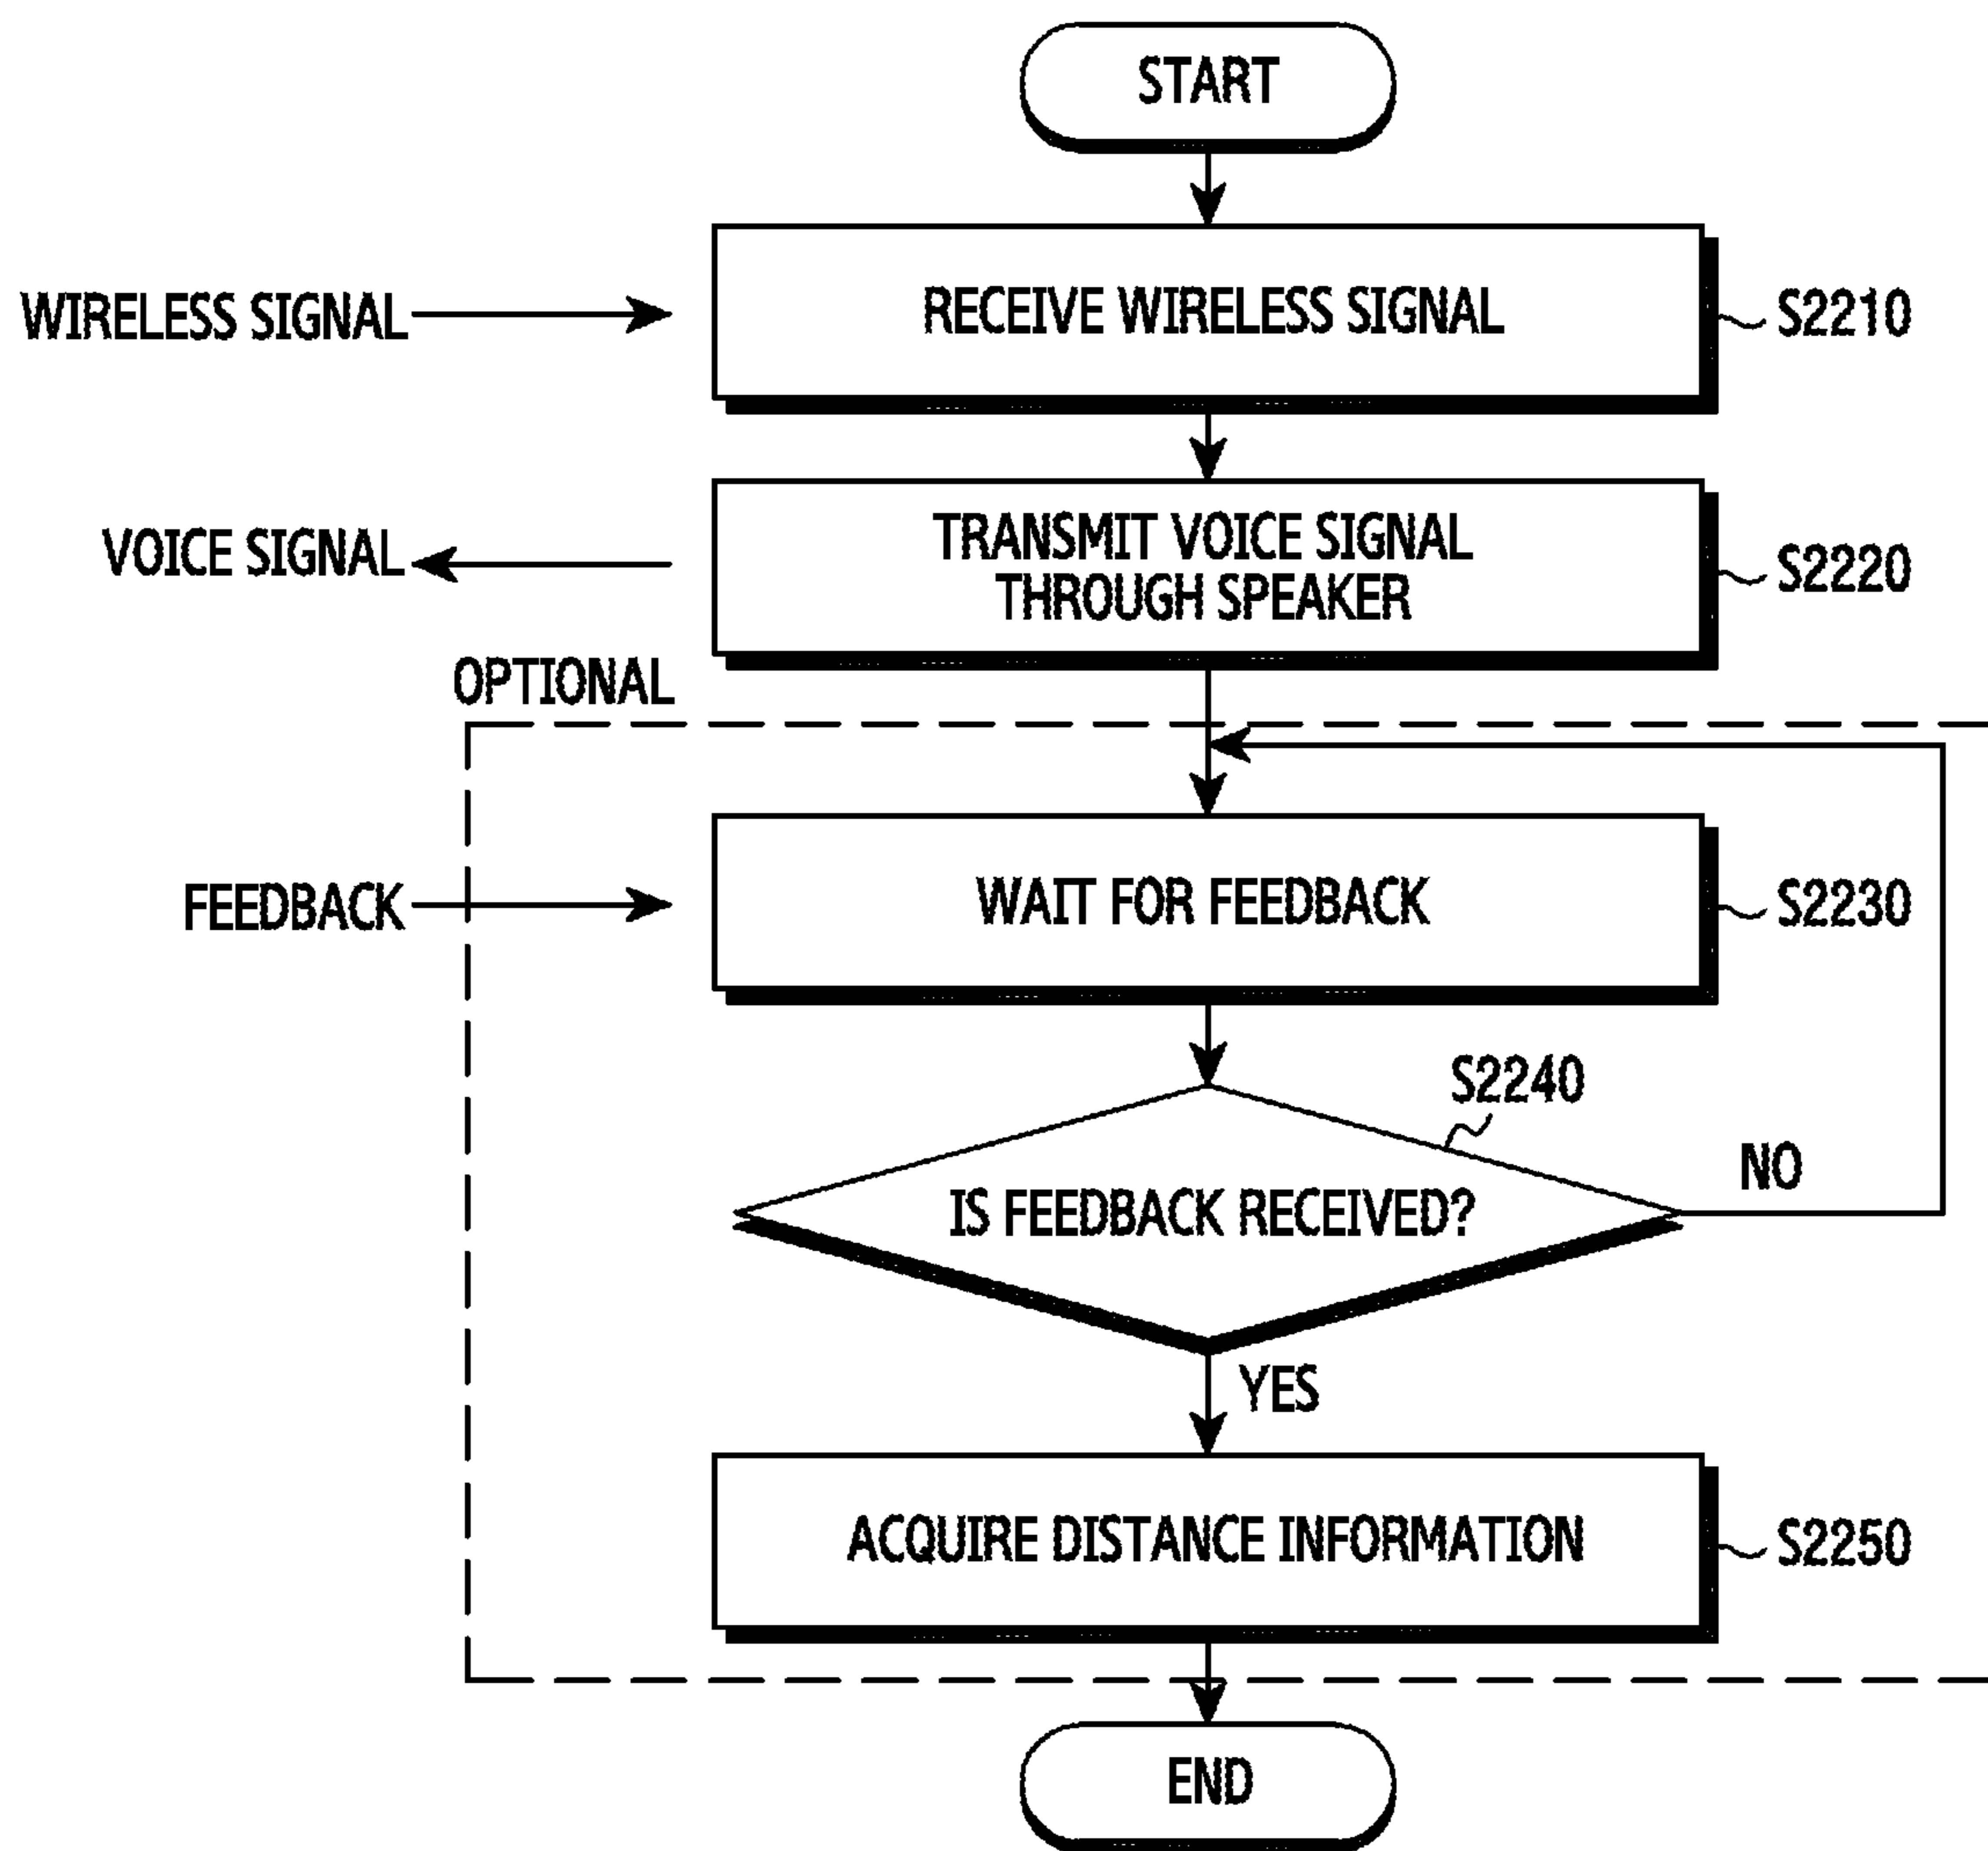 START
WIRELESS SIGNAL
RECEIVE WIRELESS SIGNAL
S2210
VOICE SIGNAL
TRANSMIT VOICE SIGNAL
THROUGH SPEAKER
S2220
OPTIONAL
FEEDBACK
WAIT FOR FEEDBACK
S2230
S2240
IS FEEDBACK RECEIVED?
NO
YES
ACQUIRE DISTANCE INFORMATION
S2250
END